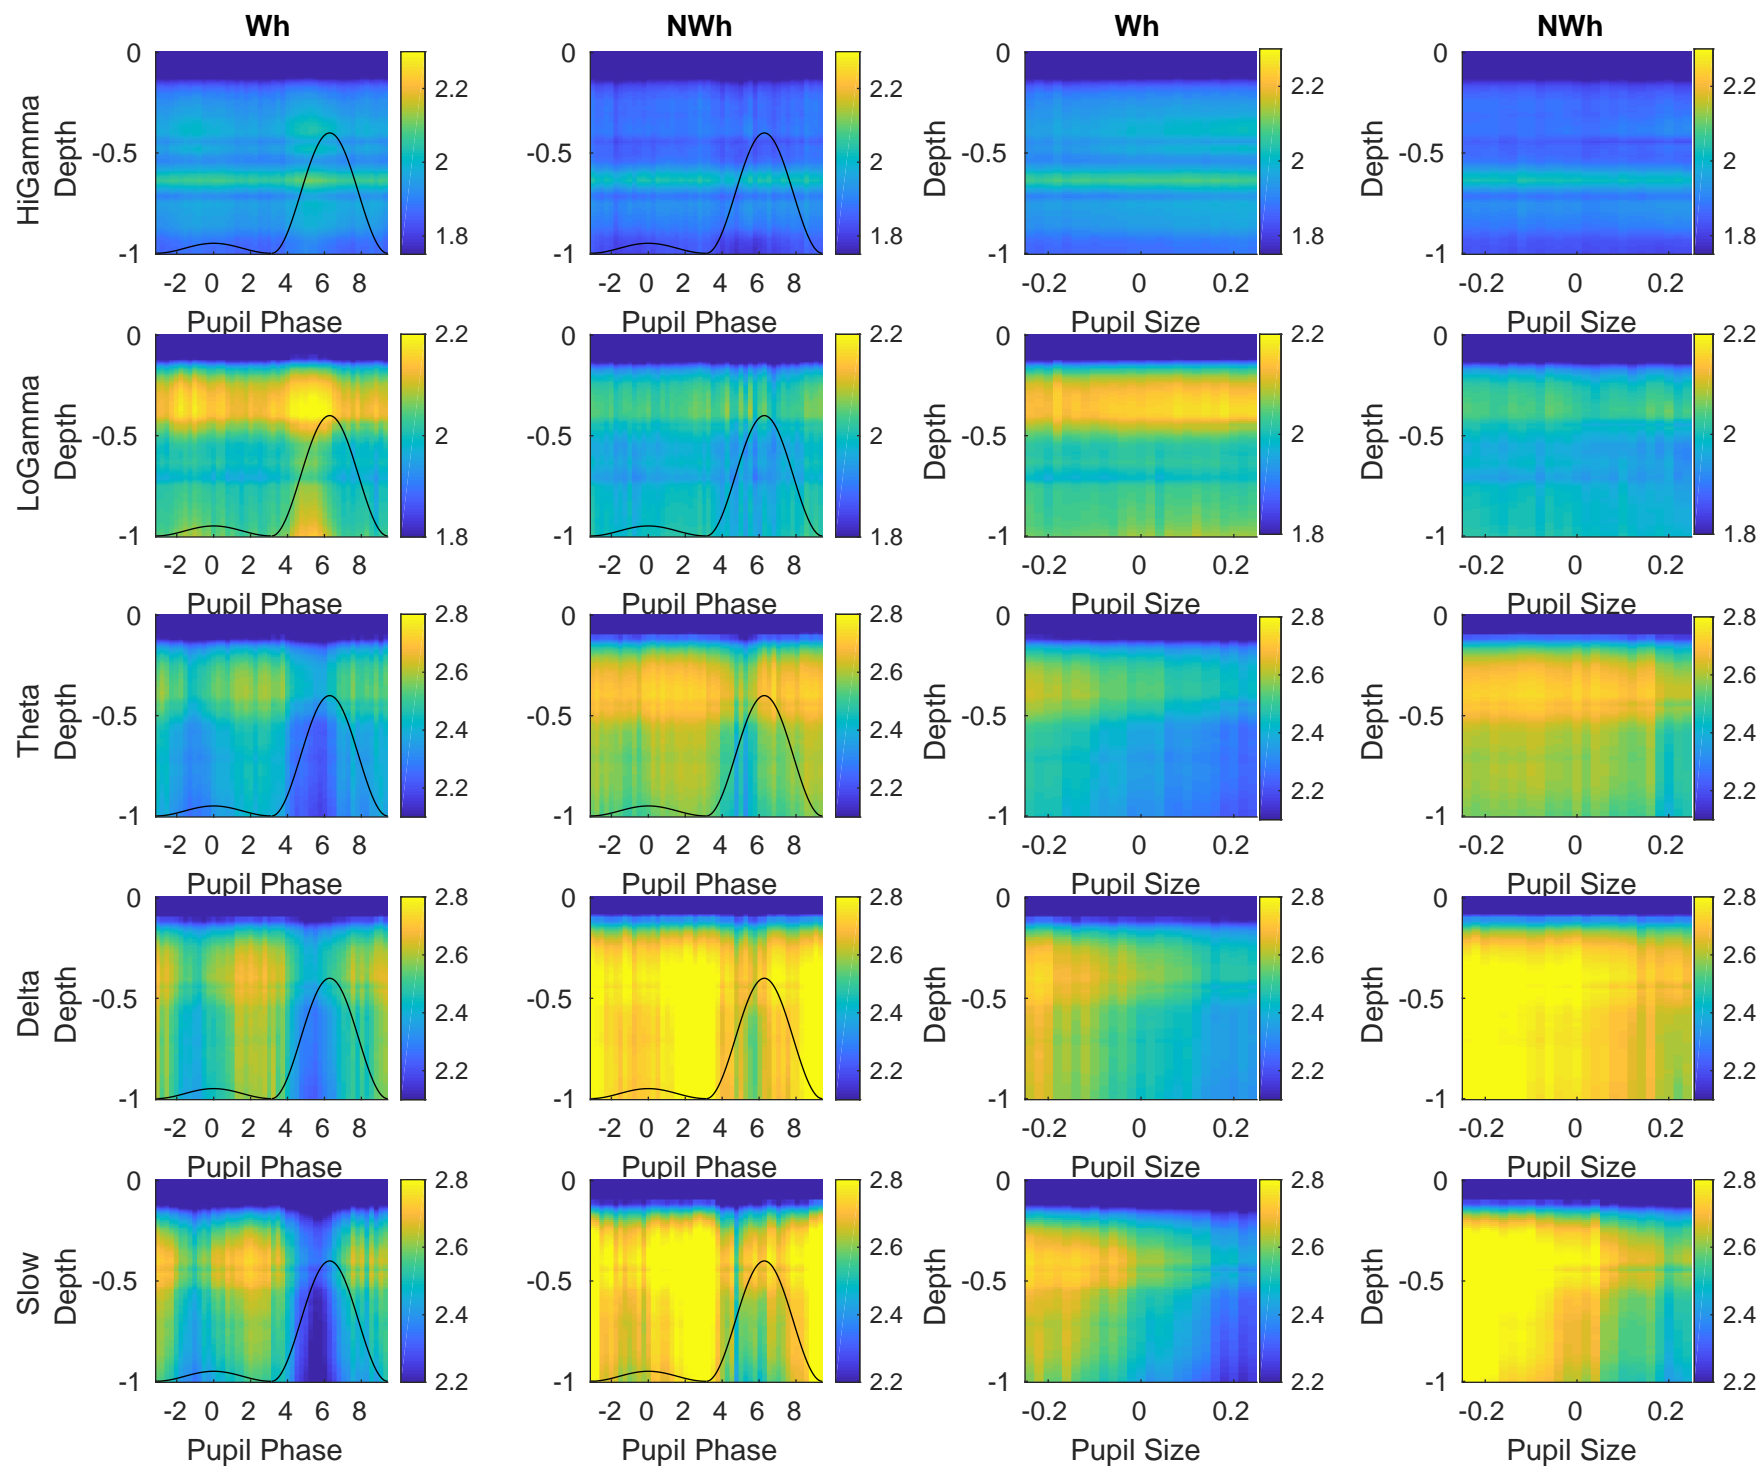 Wh NWh Wh NWh
HiGamma
Depth Depth Depth Depth
0 -0.5 -1 2.2 2 1.8 0 -0.5 -1 2.2 2 1.8 0 -0.5 -1 2.2 2 1.8 0 -0.5 -1 2.2 2 1.8
-2 0 2 4 6 8 -2 0 2 4 6 8 -0.2 0 0.2 -0.2 0 0.2
Pupil Phase Pupil Phase Pupil Size Pupil Size
LoGamma
Depth Depth Depth Depth
0 -0.5 -1 2.2 2 1.8 0 -0.5 -1 2.2 2 1.8 0 -0.5 -1 2.2 2 1.8 0 -0.5 -1 2.2 2 1.8
-2 0 2 4 6 8 -2 0 2 4 6 8 -0.2 0 0.2 -0.2 0 0.2
Pupil Phase Pupil Phase Pupil Size Pupil Size
Theta
Depth Depth Depth Depth
0 -0.5 -1 2.8 2.6 2.4 2.2 0 -0.5 -1 2.8 2.6 2.4 2.2 0 -0.5 -1 2.8 2.6 2.4 2.2 0 -0.5 -1 2.8 2.6 2.4 2.2
-2 0 2 4 6 8 -2 0 2 4 6 8 -0.2 0 0.2 -0.2 0 0.2
Pupil Phase Pupil Phase Pupil Size Pupil Size
Delta
Depth Depth Depth Depth
0 -0.5 -1 2.8 2.6 2.4 2.2 0 -0.5 -1 2.8 2.6 2.4 2.2 0 -0.5 -1 2.8 2.6 2.4 2.2 0 -0.5 -1 2.8 2.6 2.4 2.2
-2 0 2 4 6 8 -2 0 2 4 6 8 -0.2 0 0.2 -0.2 0 0.2
Pupil Phase Pupil Phase Pupil Size Pupil Size
Slow
Depth Depth Depth Depth
0 -0.5 -1 2.8 2.6 2.4 2.2 0 -0.5 -1 2.8 2.6 2.4 2.2 0 -0.5 -1 2.8 2.6 2.4 2.2 0 -0.5 -1 2.8 2.6 2.4 2.2
-2 0 2 4 6 8 -2 0 2 4 6 8 -0.2 0 0.2 -0.2 0 0.2
Pupil Phase Pupil Phase Pupil Size Pupil Size